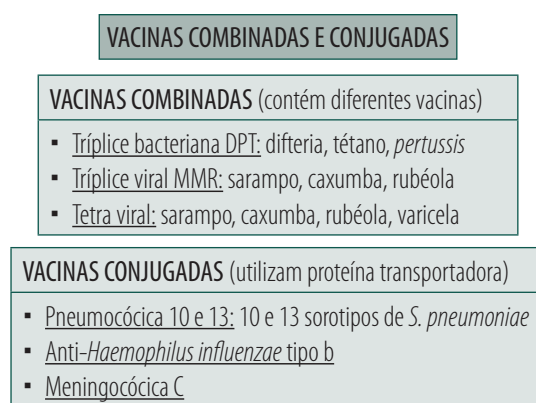 VACINAS COMBINADAS E CONJUGADAS
VACINAS COMBINADAS (contém diferentes vacinas)
▪ Tríplice bacteriana DPT: difteria, tétano, pertussis
▪ Tríplice viral MMR: sarampo, caxumba, rubéola
▪ Tetra viral: sarampo, caxumba, rubéola, varicela
VACINAS CONJUGADAS (utilizam proteína transportadora)
▪ Pneumocócica 10 e 13: 10 e 13 sorotipos de S. pneumoniae
▪ Anti-Haemophilus influenzae tipo b
▪ Meningocócica C